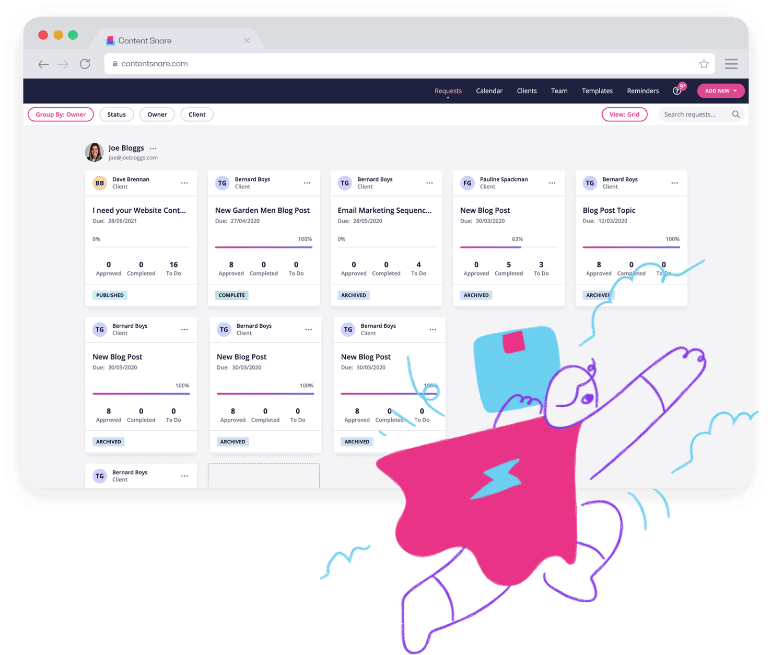 Content Snare
contentsnare.com
Requests Calendar Clients Team Templates Reminders ? 9+ ADD NEW
Group By: Owner Status Owner Client View: Grid Search requests...
Joe Bloggs
joe@joebloggs.com
BB Dave Brennan
Client
I need your Website Cont...
Due: 28/06/2021
0%
0 0 16
Approved Completed To Do
PUBLISHED
TG Bernard Boys
Client
New Garden Men Blog Post
Due: 27/04/2020
100%
8 0 0
Approved Completed To Do
COMPLETE
TG Bernard Boys
Client
Email Marketing Sequenc...
Due: 28/05/2020
0%
0 0 4
Approved Completed To Do
ARCHIVED
FG Pauline Spackman
Client
New Blog Post
Due: 30/03/2020
63%
0 5 3
Approved Completed To Do
ARCHIVED
TG Bernard Boys
Client
Blog Post Topic
Due: 12/03/2020
100%
8 0 0
Approved Completed To Do
ARCHIVED
TG Bernard Boys
Client
New Blog Post
Due: 30/03/2020
100%
8 0 0
Approved Completed To Do
ARCHIVED
TG Bernard Boys
Client
New Blog Post
Due: 30/03/2020
100%
8 0 0
Approved Completed To Do
ARCHIVED
TG Bernard Boys
Client
New Blog Post
Due: 30/03/2020
100%
8 0 0
Approved Completed To Do
ARCHIVED
TG Bernard Boys
Client